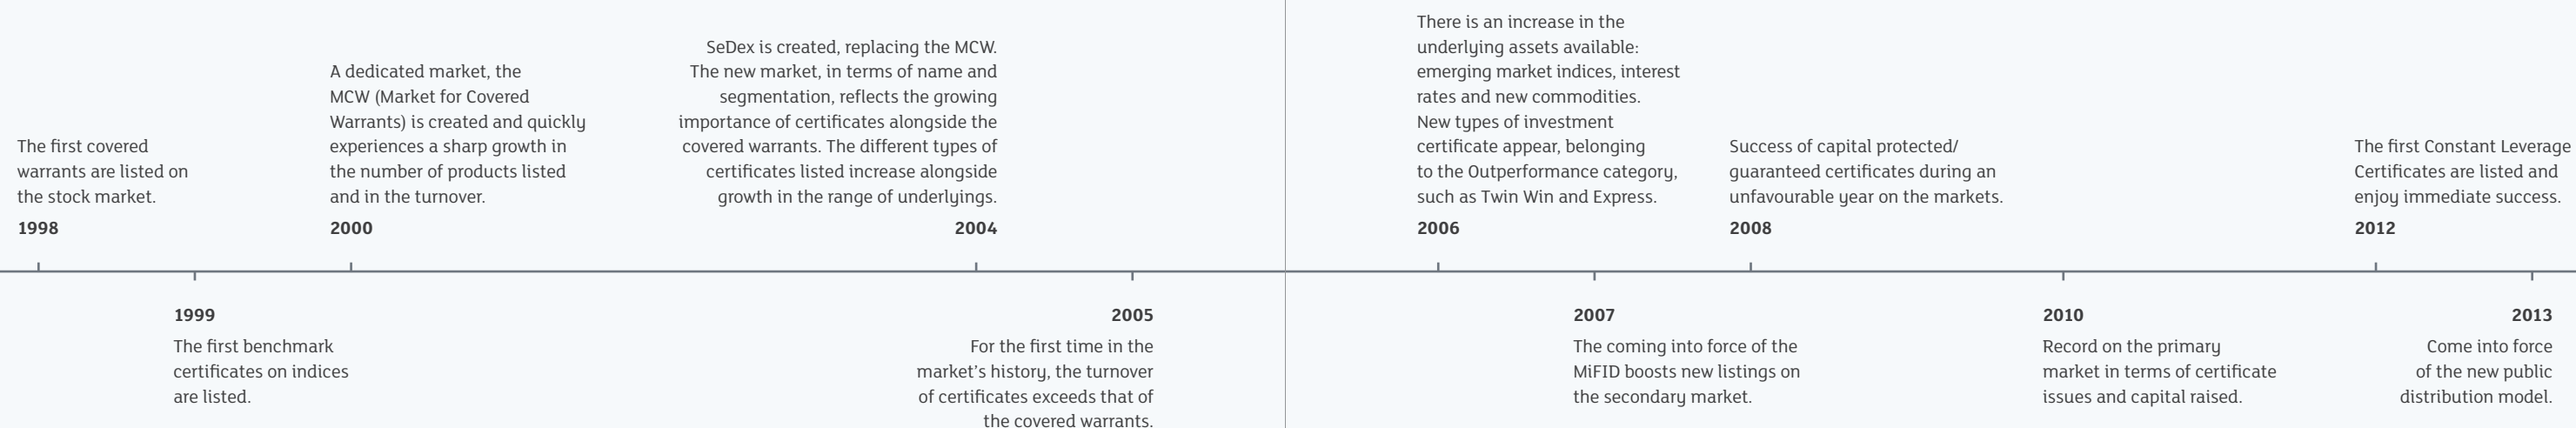 The first covered
warrants are listed on
the stock market.
1998
1999
The first benchmark
certificates on indices
are listed.
A dedicated market, the
MCW (Market for Covered
Warrants) is created and quickly
experiences a sharp growth in
the number of products listed
and in the turnover.
2000
SeDex is created, replacing the MCW.
The new market, in terms of name and
segmentation, reflects the growing
importance of certificates alongside the
covered warrants. The different types of
certificates listed increase alongside
growth in the range of underlyings.
2004
2005
For the first time in the
market's history, the turnover
of certificates exceeds that of
the covered warrants.
There is an increase in the
underlying assets available:
emerging market indices, interest
rates and new commodities.
New types of investment
certificate appear, belonging
to the Outperformance category,
such as Twin Win and Express.
2006
2007
The coming into force of the
MiFID boosts new listings on
the secondary market.
Success of capital protected/
guaranteed certificates during an
unfavourable year on the markets.
2008
2010
Record on the primary
market in terms of certificate
issues and capital raised.
The first Constant Leverage
Certificates are listed and
enjoy immediate success.
2012
2013
Come into force
of the new public
distribution model.